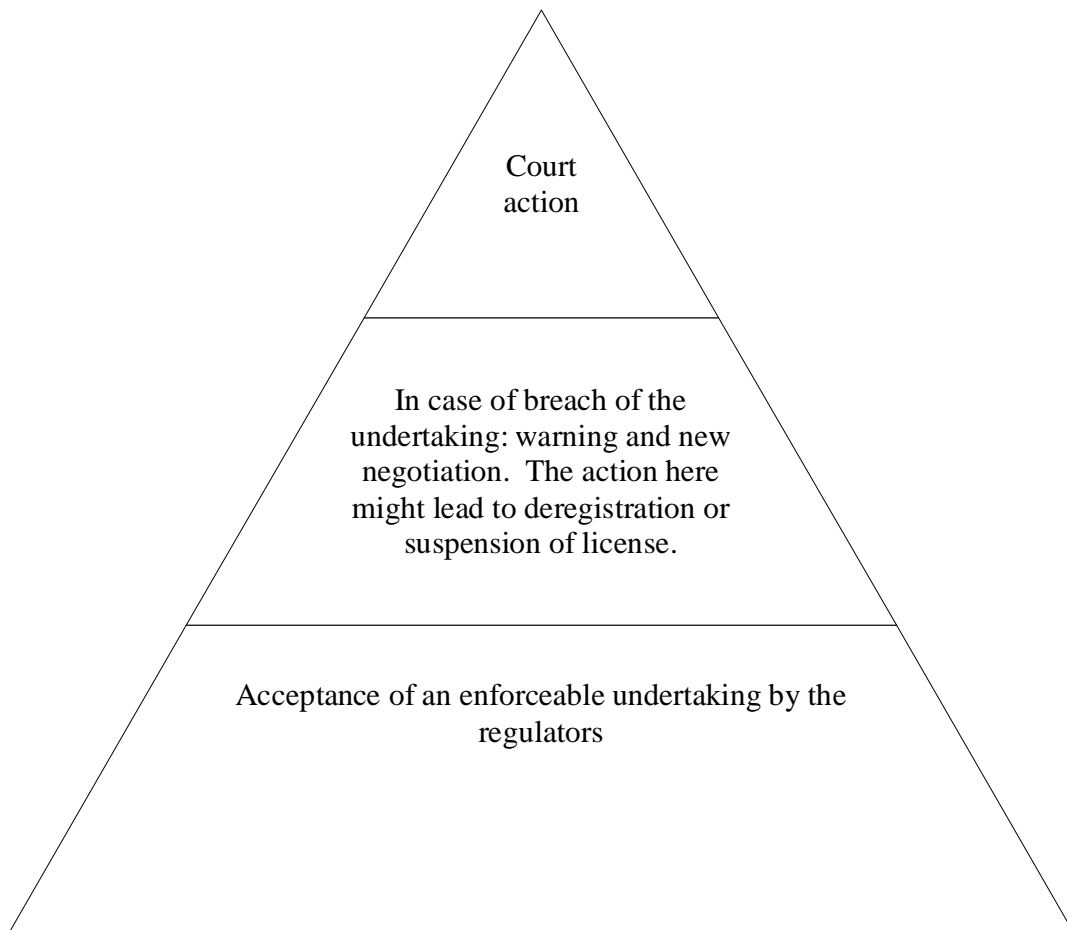 Court
action
In case of breach of the
undertaking: warning and new
negotiation.  The action here
might lead to deregistration or
suspension of license.
Acceptance of an enforceable undertaking by the
regulators